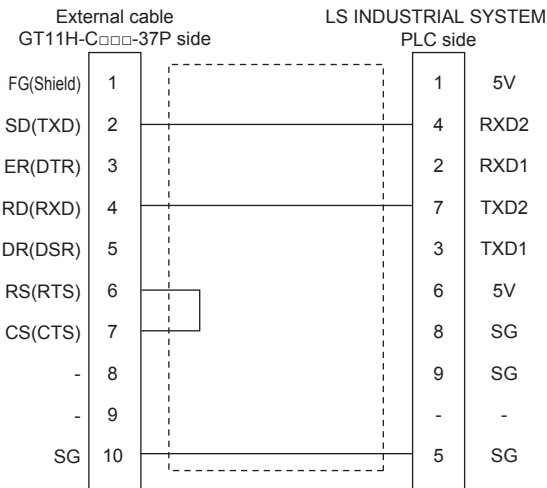 External cable LS INDUSTRIAL SYSTEM
GT11H-C□□□-37P side PLC side
FG(Shield) 1 1 5V
SD(TXD) 2 4 RXD2
ER(DTR) 3 2 RXD1
RD(RXD) 4 7 TXD2
DR(DSR) 5 3 TXD1
RS(RTS) 6 6 5V
CS(CTS) 7 8 SG
- 8 9 SG
- 9 - -
SG 10 5 SG